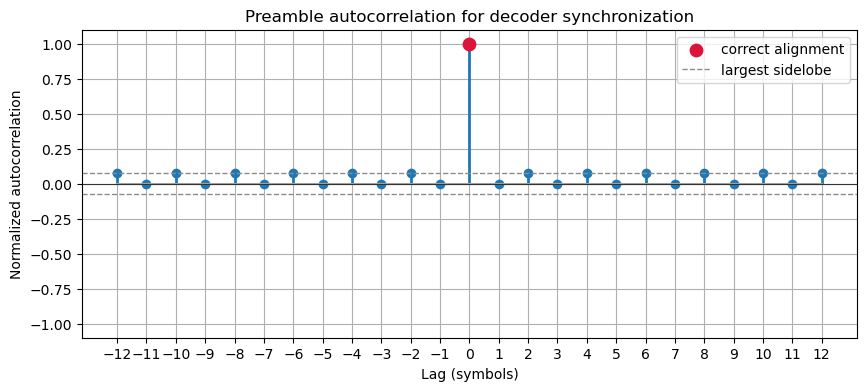 Preamble autocorrelation for decoder synchronization
correct alignment
largest sidelobe
1.00
0.75
0.50
0.25
0.00
−0.25
−0.50
−0.75
−1.00
Normalized autocorrelation
−12 −11 −10 −9 −8 −7 −6 −5 −4 −3 −2 −1 0 1 2 3 4 5 6 7 8 9 10 11 12
Lag (symbols)